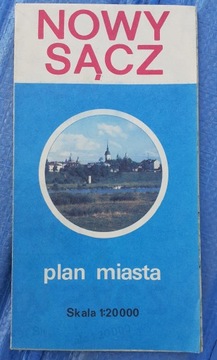 NOWY
SĄCZ
plan miasta
Skala 1:20000